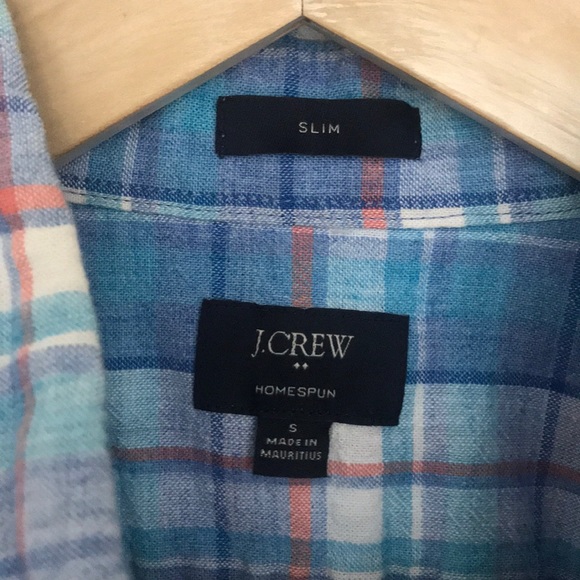 SLIM
J.CREW
HOMESPUN
S
MADE IN
MAURITIUS